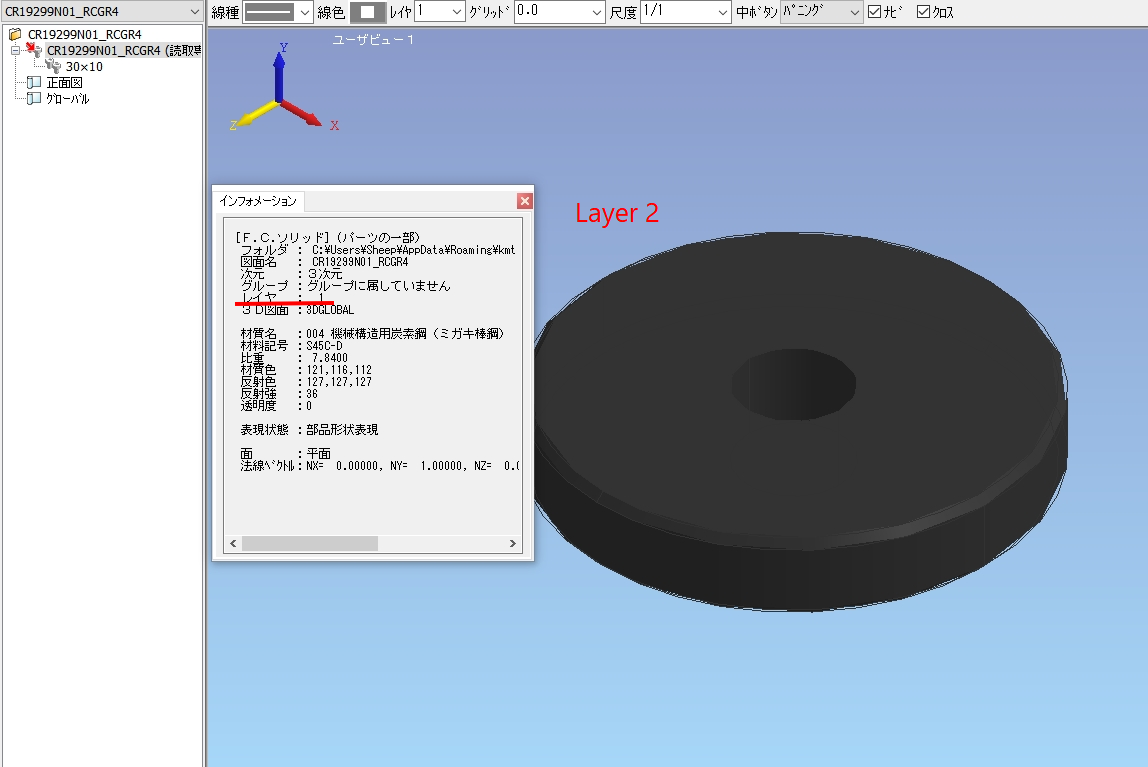 CR19299N01_RCGR4
線種 線色 ﾚｲﾔ 1 ｸﾞﾘｯﾄﾞ 0.0 尺度 1/1 中ﾎﾞﾀﾝ ﾊﾟﾆﾝｸﾞ ﾅﾋﾞ ｸﾛｽ
CR19299N01_RCGR4
CR19299N01_RCGR4 (読取専
30×10
正面図
ｸﾞﾛｰﾊﾞﾙ
ユーザビュー1
Y
Z
X
Layer 2
インフォメーション
[F.C.ソリッド] (パーツの一部)
フォルダ : C:¥Users¥Sheep¥AppData¥Roaming¥kmt
図面名 : CR19299N01_RCGR4
次元 :3次元
グループ :グループに属していません
レイヤ : 1
3D図面 :3DGLOBAL
材質名 :004 機械構造用炭素鋼 (ミガキ棒鋼)
材料記号 :S45C-D
比重 : 7.8400
材質色 :121,116,112
反射色 :127,127,127
反射強 :36
透明度 :0
表現状態 :部品形状表現
面 :平面
法線ﾍﾞｸﾄﾙ:NX= 0.00000, NY= 1.00000, NZ= 0.0